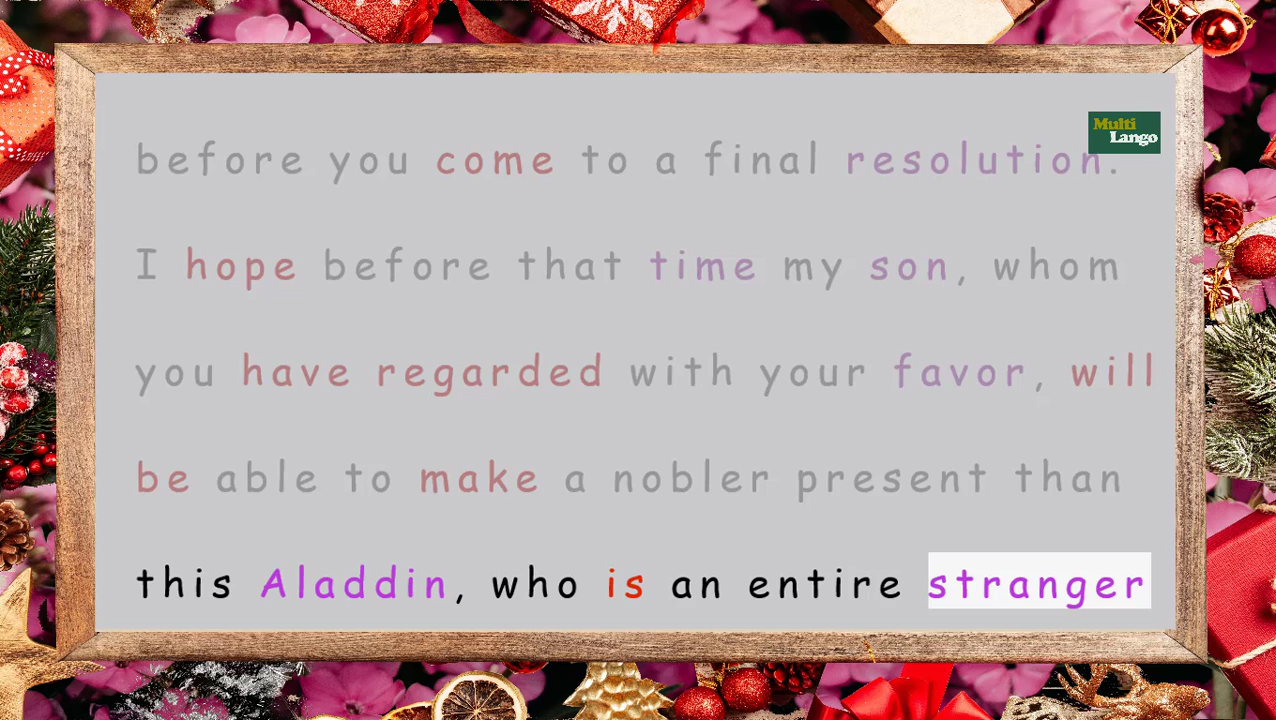 Multi
Lango
before you come to a final resolution.
I hope before that time my son, whom
you have regarded with your favor, will
be able to make a nobler present than
this Aladdin, who is an entire stranger